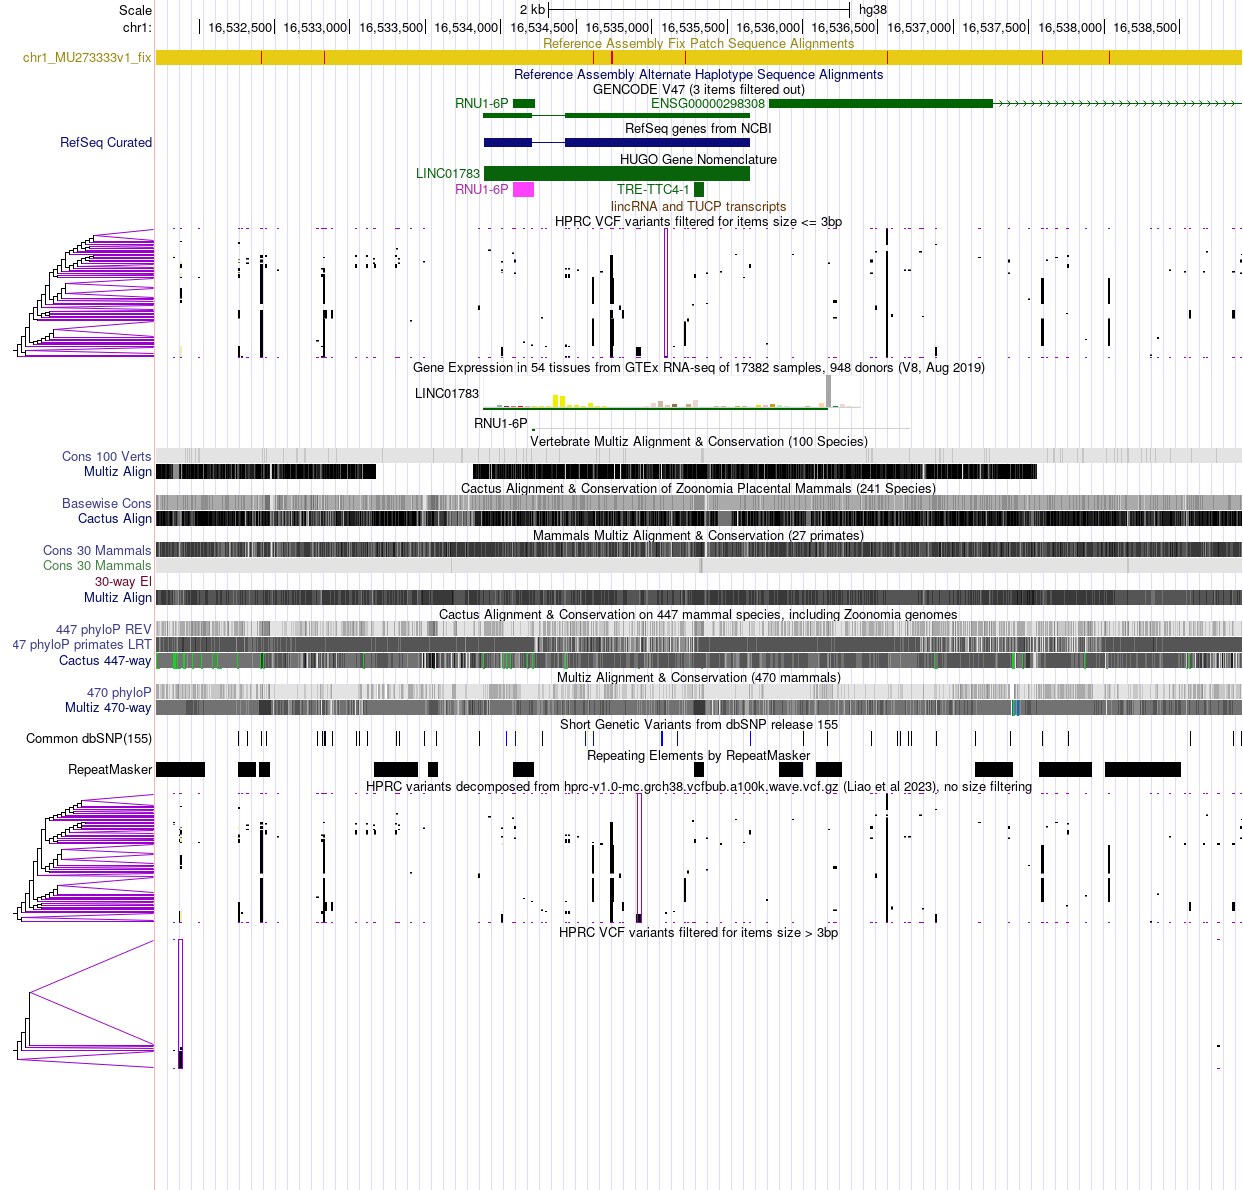 Scale 2 kb hg38
chr1: 16,532,500 16,533,000 16,533,500 16,534,000 16,534,500 16,535,000 16,535,500 16,536,000 16,536,500 16,537,000 16,537,500 16,538,000 16,538,500
Reference Assembly Fix Patch Sequence Alignments
chr1_MU273333v1_fix
Reference Assembly Alternate Haplotype Sequence Alignments
GENCODE V47 (3 items filtered out)
RNU1-6P ENSG00000298308
RefSeq genes from NCBI
RefSeq Curated
HUGO Gene Nomenclature
LINC01783
RNU1-6P TRE-TTC4-1
lincRNA and TUCP transcripts
HPRC VCF variants filtered for items size <= 3bp
Gene Expression in 54 tissues from GTEx RNA-seq of 17382 samples, 948 donors (V8, Aug 2019)
LINC01783
RNU1-6P
Vertebrate Multiz Alignment & Conservation (100 Species)
Cons 100 Verts
Multiz Align
Cactus Alignment & Conservation of Zoonomia Placental Mammals (241 Species)
Basewise Cons
Cactus Align
Mammals Multiz Alignment & Conservation (27 primates)
Cons 30 Mammals
Cons 30 Mammals
30-way El
Multiz Align
Cactus Alignment & Conservation on 447 mammal species, including Zoonomia genomes
447 phyloP REV
47 phyloP primates LRT
Cactus 447-way
Multiz Alignment & Conservation (470 mammals)
470 phyloP
Multiz 470-way
Short Genetic Variants from dbSNP release 155
Common dbSNP(155)
Repeating Elements by RepeatMasker
RepeatMasker
HPRC variants decomposed from hprc-v1.0-mc.grch38.vcfbub.a100k.wave.vcf.gz (Liao et al 2023), no size filtering
HPRC VCF variants filtered for items size > 3bp